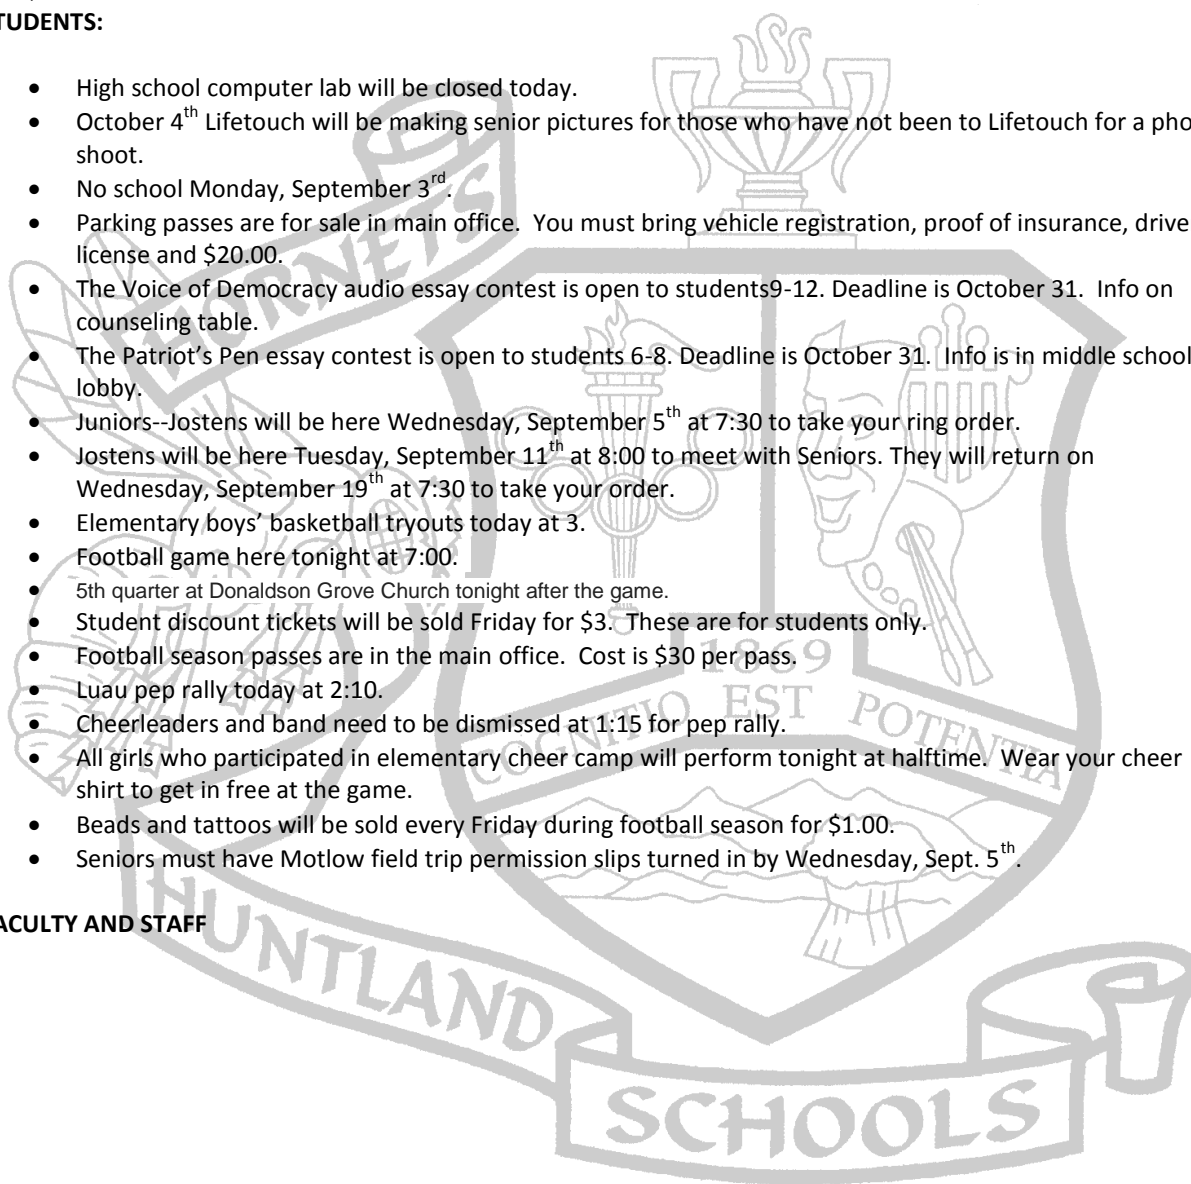 TUDENTS:
• High school computer lab will be closed today.
• October 4th Lifetouch will be making senior pictures for those who have not been to Lifetouch for a pho
shoot.
• No school Monday, September 3rd.
• Parking passes are for sale in main office.  You must bring vehicle registration, proof of insurance, drive
license and $20.00.
• The Voice of Democracy audio essay contest is open to students9-12. Deadline is October 31.  Info on
counseling table.
• The Patriot’s Pen essay contest is open to students 6-8. Deadline is October 31.  Info is in middle school
lobby.
• Juniors--Jostens will be here Wednesday, September 5th at 7:30 to take your ring order.
• Jostens will be here Tuesday, September 11th at 8:00 to meet with Seniors. They will return on
Wednesday, September 19th at 7:30 to take your order.
• Elementary boys’ basketball tryouts today at 3.
• Football game here tonight at 7:00.
• 5th quarter at Donaldson Grove Church tonight after the game.
• Student discount tickets will be sold Friday for $3.  These are for students only.
• Football season passes are in the main office.  Cost is $30 per pass.
• Luau pep rally today at 2:10.
• Cheerleaders and band need to be dismissed at 1:15 for pep rally.
• All girls who participated in elementary cheer camp will perform tonight at halftime.  Wear your cheer
shirt to get in free at the game.
• Beads and tattoos will be sold every Friday during football season for $1.00.
• Seniors must have Motlow field trip permission slips turned in by Wednesday, Sept. 5th.
ACULTY AND STAFF
HORNETS
1869
COGNITIO EST POTENTIA
HUNTLAND
SCHOOLS